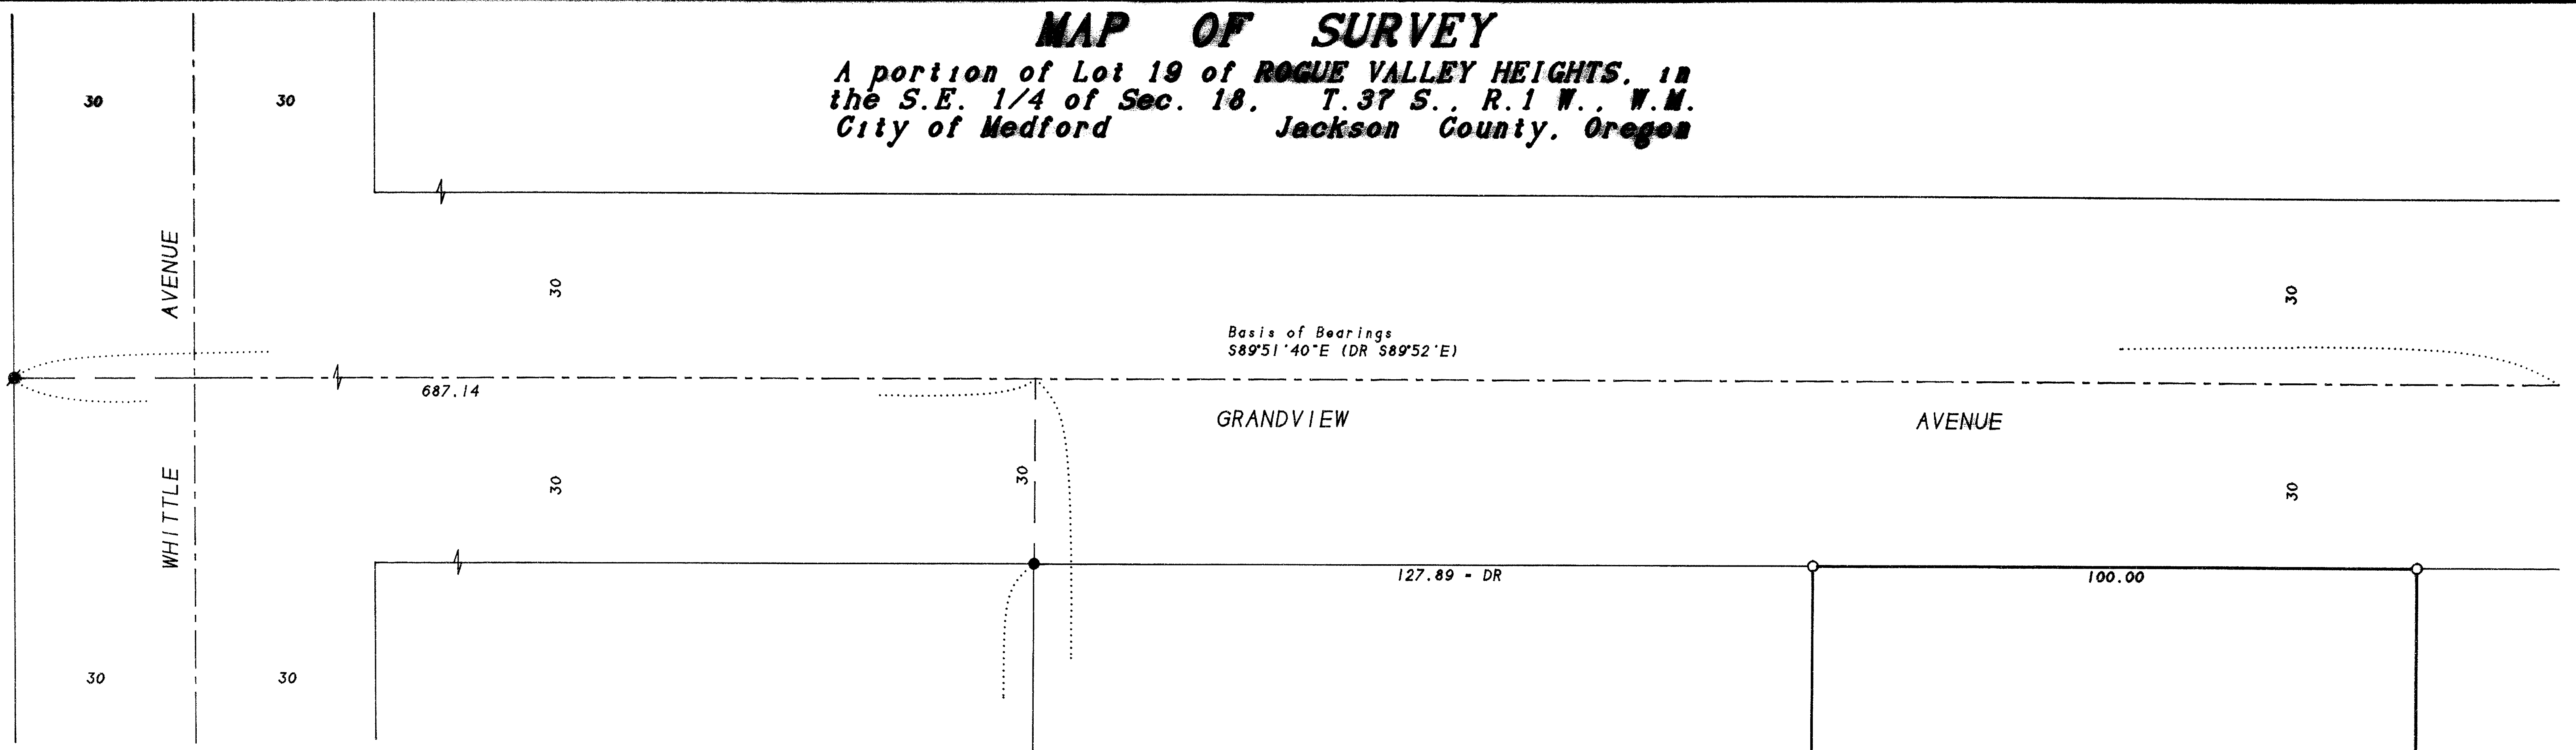 MAP OF SURVEY
A portion of Lot 19 of ROGUE VALLEY HEIGHTS, in
the S.E. 1/4 of Sec. 18, T.37 S., R.1 W., W.M.
City of Medford Jackson County, Oregon
30
30
AVENUE
30
30
Basis of Bearings
S89°51'40"E (DR S89°52'E)
687.14
GRANDVIEW
AVENUE
WHITTLE
30
30
30
127.89 - DR
100.00
30
30